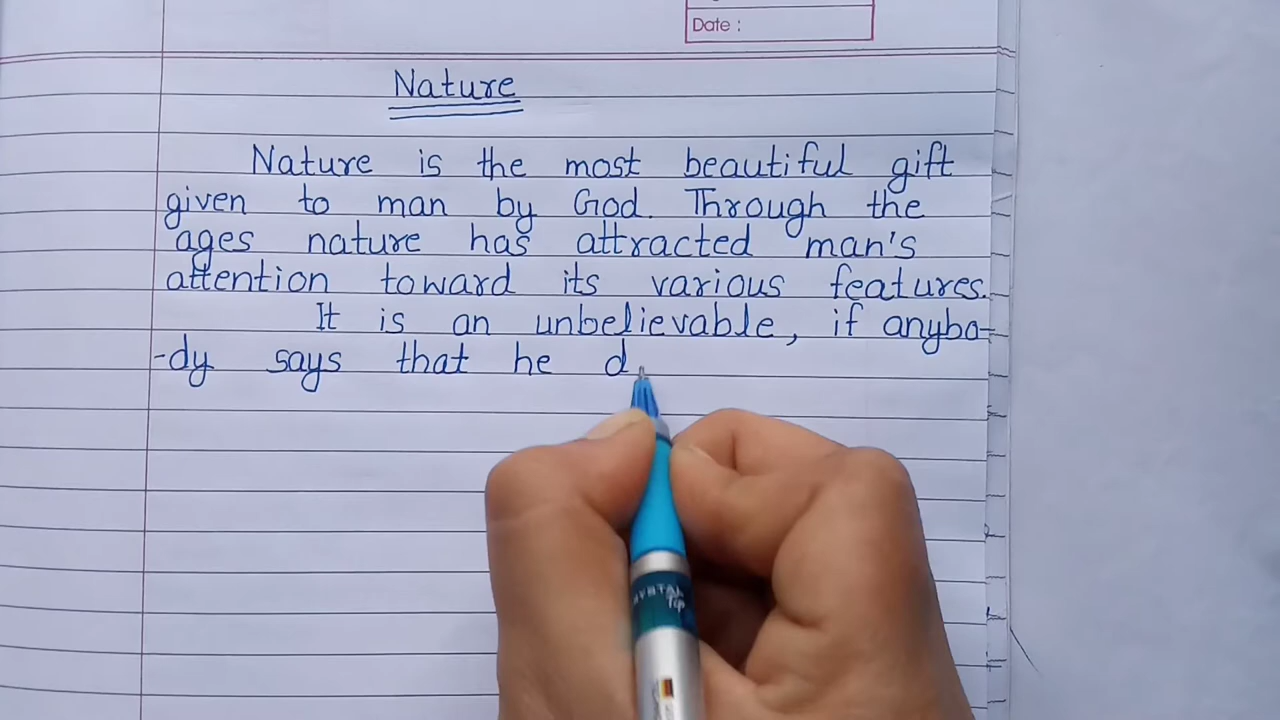 Date :
Nature
Nature is the most beautiful gift
given to man by God. Through the
ages nature has attracted man's
attention toward its various features.
It is an unbelievable, if anybo-
-dy says that he d
Tip